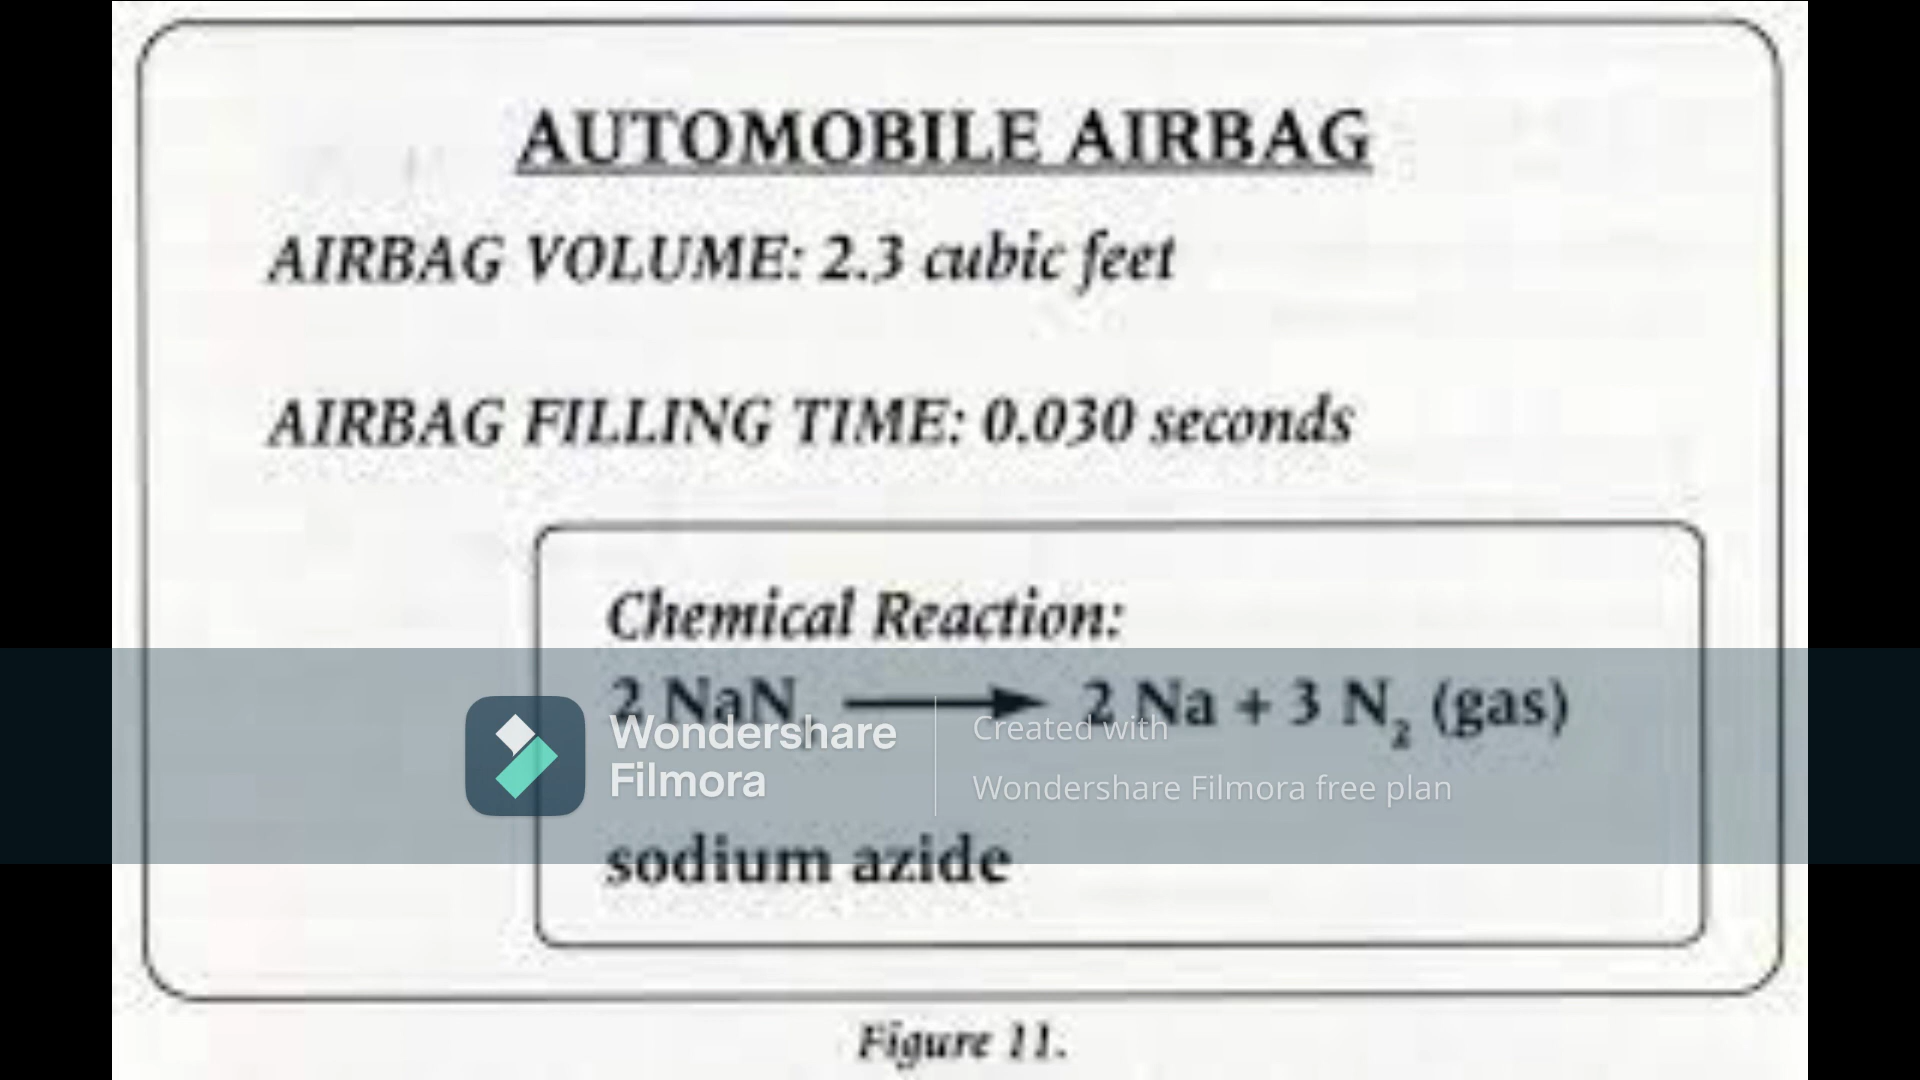 AUTOMOBILE AIRBAG
AIRBAG VOLUME: 2.3 cubic feet
AIRBAG FILLING TIME: 0.030 seconds
Chemical Reaction:
2 NaN → 2 Na + 3 N₂ (gas)
Wondershare
Filmora
Created with
Wondershare Filmora free plan
sodium azide
Figure 11.